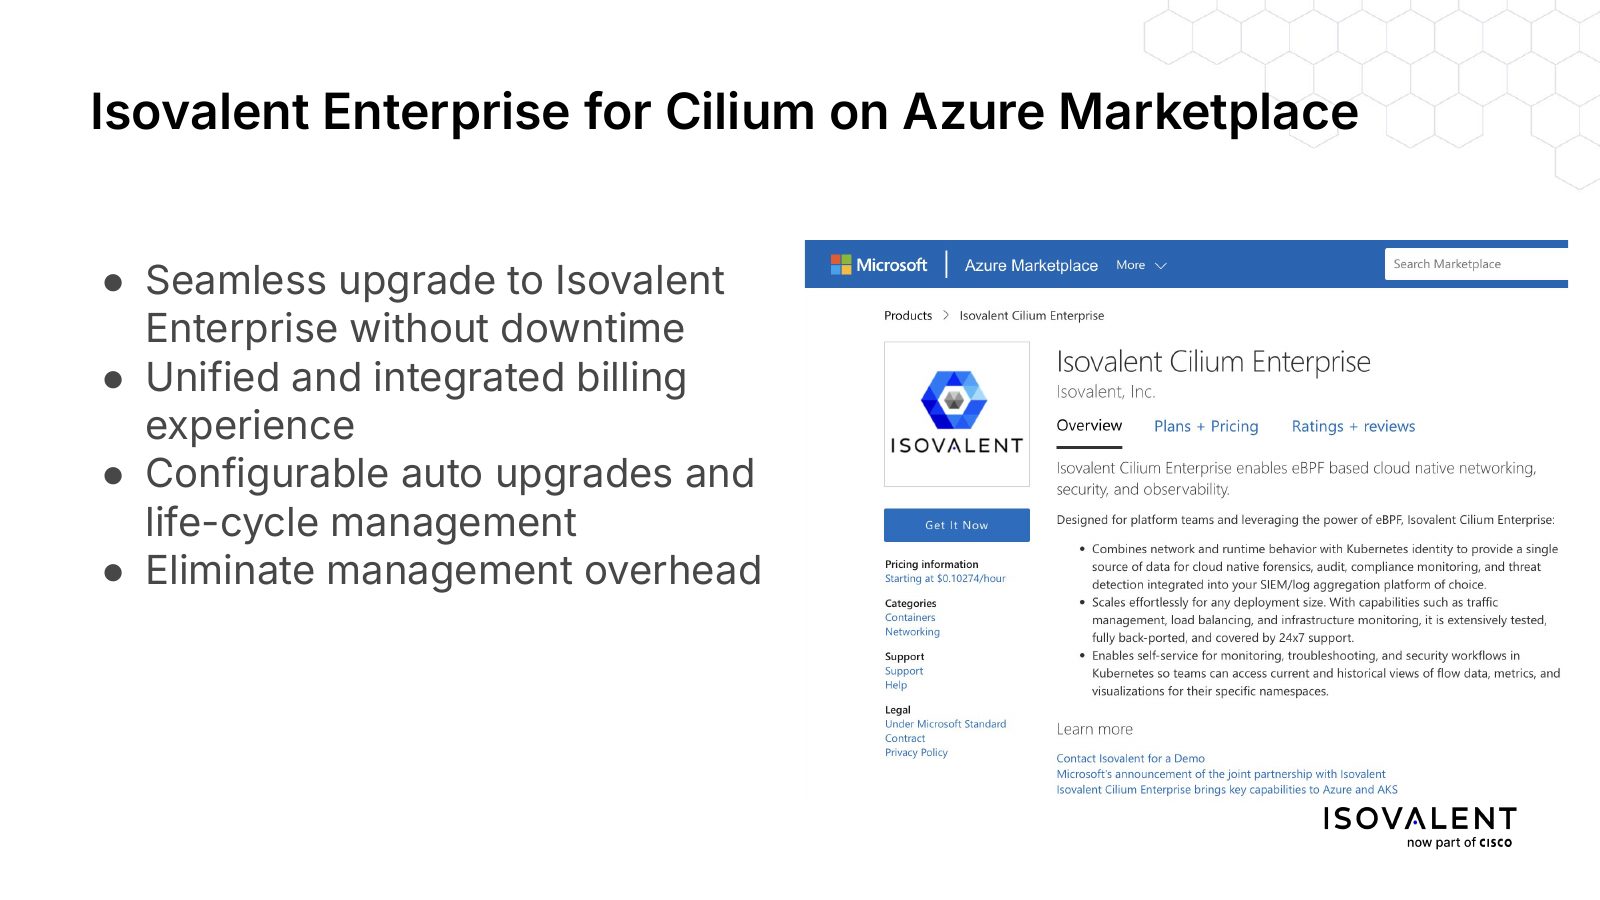 Isovalent Enterprise for Cilium on Azure Marketplace
● Seamless upgrade to Isovalent
Enterprise without downtime
● Unified and integrated billing
experience
● Configurable auto upgrades and
life-cycle management
● Eliminate management overhead
Microsoft
Azure Marketplace
More
Search Marketplace
Products > Isovalent Cilium Enterprise
ISOVALENT
Get It Now
Pricing information
Starting at $0.10274/hour
Categories
Containers
Networking
Support
Support
Help
Legal
Under Microsoft Standard
Contract
Privacy Policy
Isovalent Cilium Enterprise
Isovalent, Inc.
Overview
Plans + Pricing
Ratings + reviews
Isovalent Cilium Enterprise enables eBPF based cloud native networking,
security, and observability.
Designed for platform teams and leveraging the power of eBPF, Isovalent Cilium Enterprise:
• Combines network and runtime behavior with Kubernetes identity to provide a single
source of data for cloud native forensics, audit, compliance monitoring, and threat
detection integrated into your SIEM/log aggregation platform of choice.
• Scales effortlessly for any deployment size. With capabilities such as traffic
management, load balancing, and infrastructure monitoring, it is extensively tested,
fully back-ported, and covered by 24x7 support.
• Enables self-service for monitoring, troubleshooting, and security workflows in
Kubernetes so teams can access current and historical views of flow data, metrics, and
visualizations for their specific namespaces.
Learn more
Contact Isovalent for a Demo
Microsoft's announcement of the joint partnership with Isovalent
Isovalent Cilium Enterprise brings key capabilities to Azure and AKS
ISOVALENT
now part of CISCO